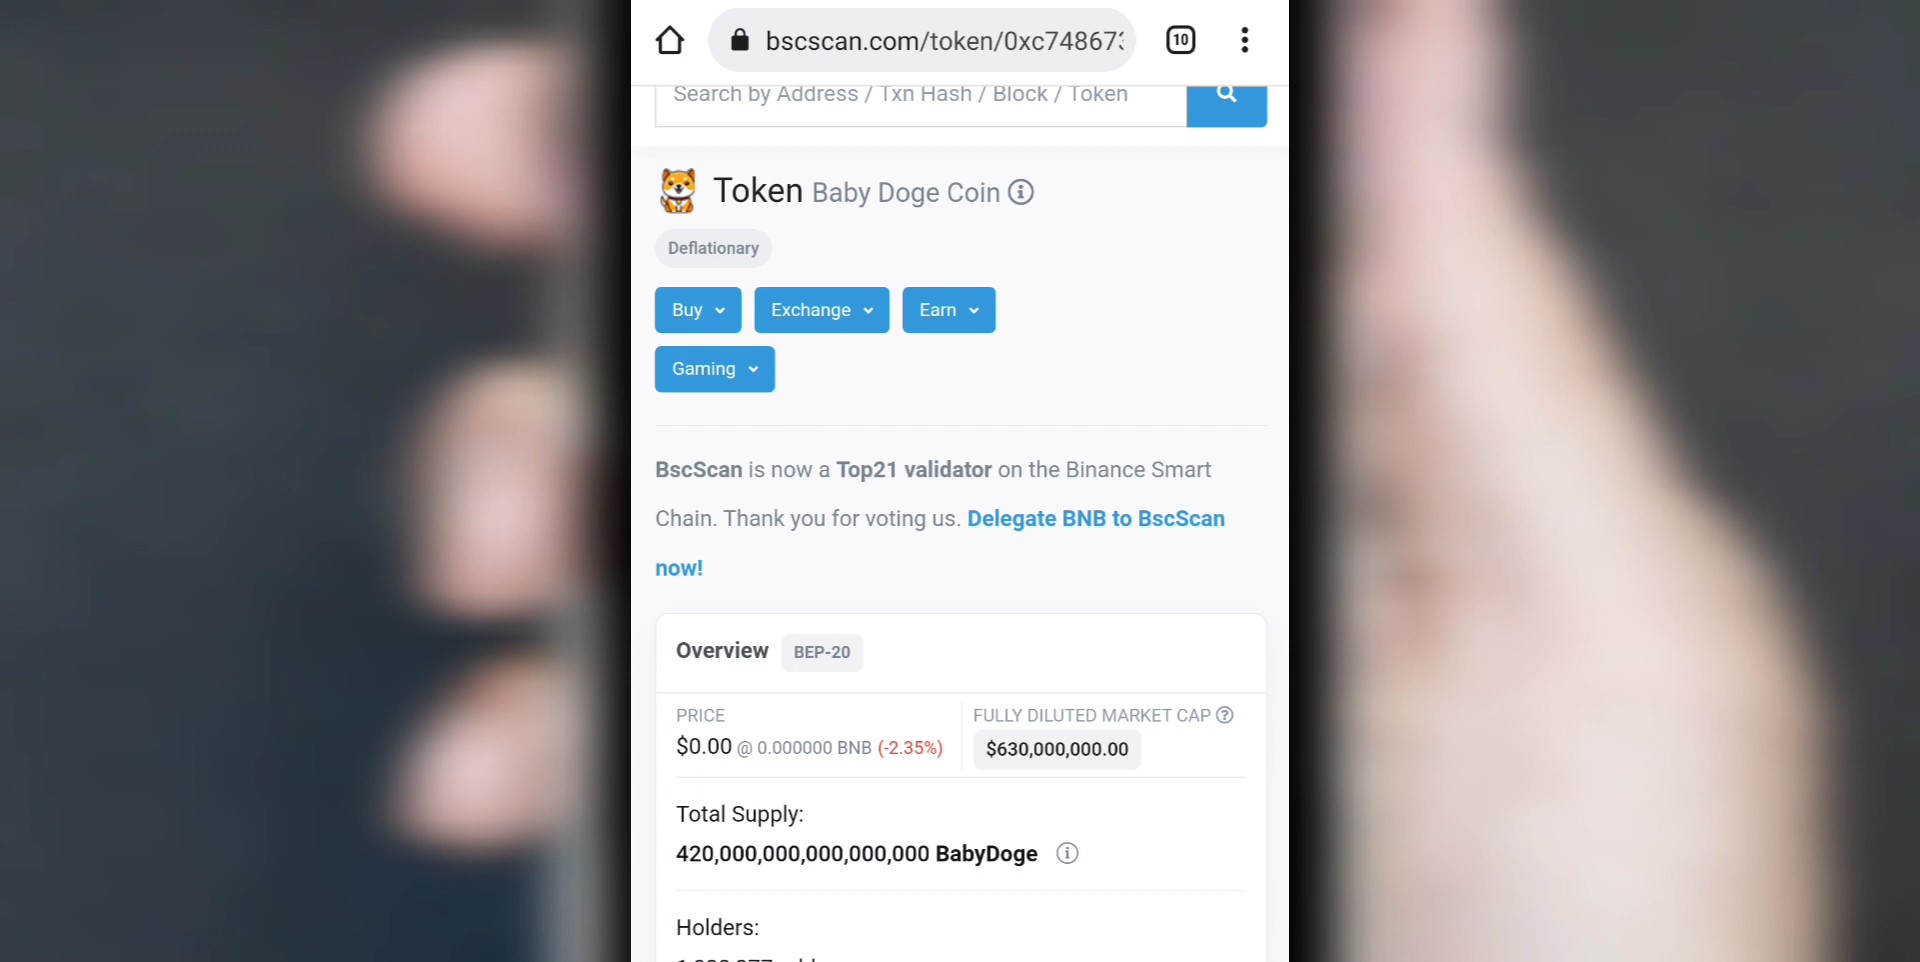 bscscan.com/token/0xc74867
10
Search by Address / Txn Hash / Block / Token
Token Baby Doge Coin
Deflationary
Buy Exchange Earn
Gaming
BscScan is now a Top21 validator on the Binance Smart
Chain. Thank you for voting us. Delegate BNB to BscScan
now!
Overview BEP-20
PRICE
$0.00 @ 0.000000 BNB (-2.35%)
FULLY DILUTED MARKET CAP
$630,000,000.00
Total Supply:
420,000,000,000,000,000 BabyDoge
Holders: